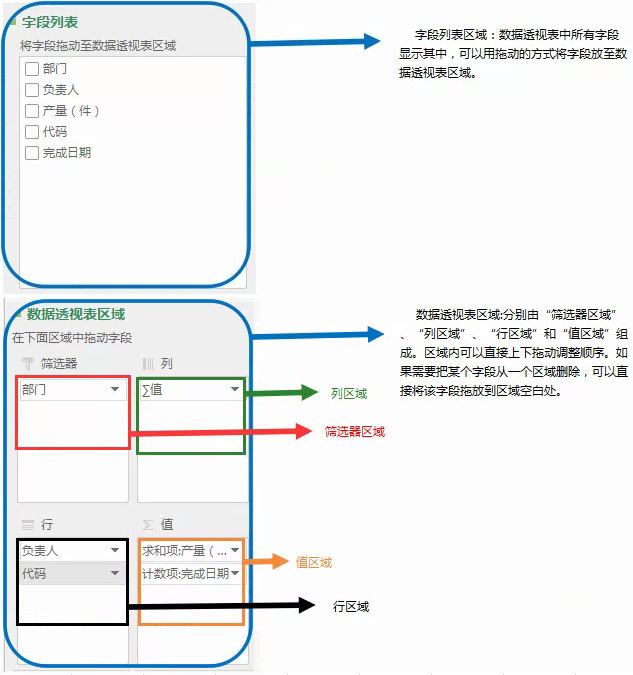 字段列表
将字段拖动至数据透视表区域
部门
负责人
产量（件）
代码
完成日期
字段列表区域：数据透视表中所有字段
显示其中，可以用拖动的方式将字段放至数
据透视表区域。
数据透视表区域
在下面区域中拖动字段
筛选器
列
部门
∑值
行
值
负责人
求和项:产量（...
代码
计数项:完成日期
数据透视表区域:分别由“筛选器区域”
、“列区域”、“行区域”和“值区域”组
成。区域内可以直接上下拖动调整顺序。如
果需要把某个字段从一个区域删除，可以直
接将该字段拖放到区域空白处。
列区域
筛选器区域
值区域
行区域